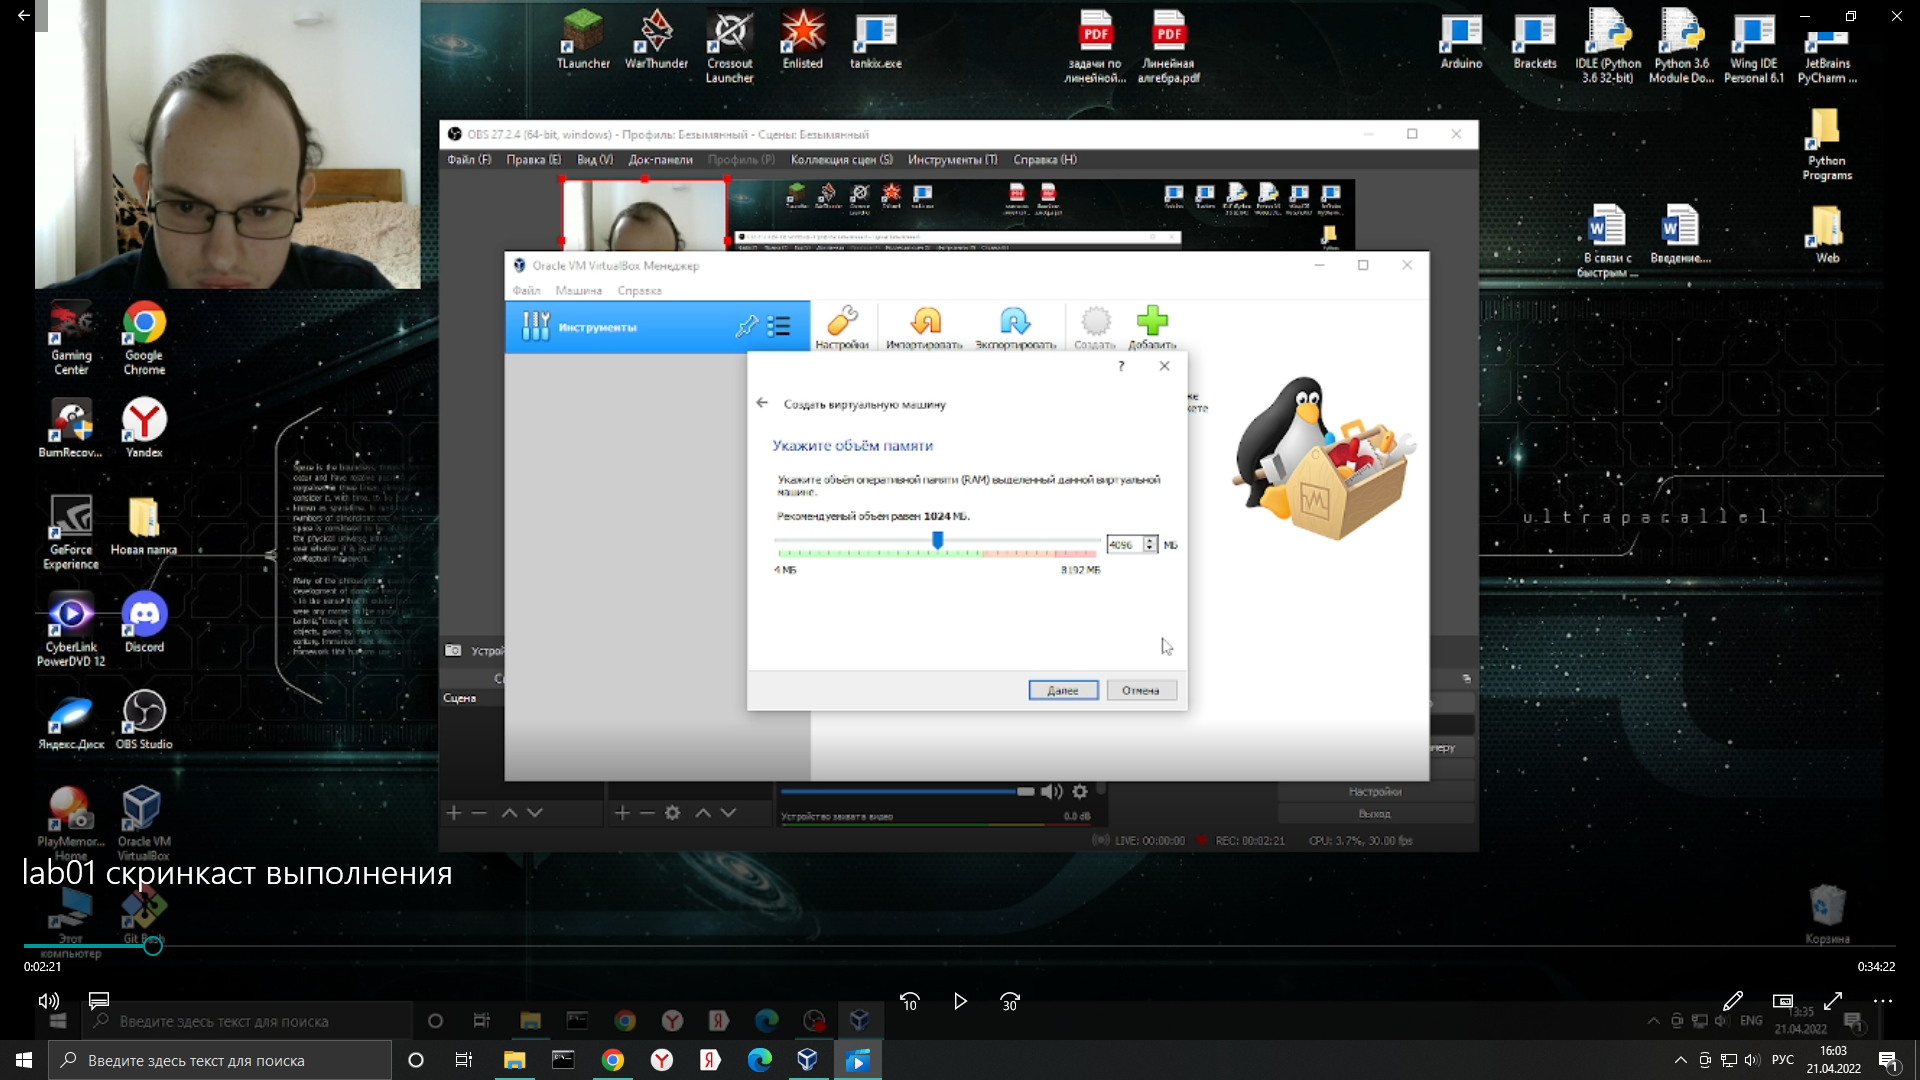 TLauncher
WarThunder
Crossout
Launcher
Enlisted
tankix.exe
PDF
задачи по
линейной...
PDF
Линейная
алгебра.pdf
Arduino
Brackets
IDLE (Python
3.6 32-bit)
Python 3.6
Module Do...
Wing IDE
Personal 6.1
JetBrains
PyCharm ...
Python
Programs
В связи с
быстрым ...
Введение....
Web
OBS 27.2.4 (64-bit, windows) - Профиль: Безымянный - Сцены: Безымянный
Файл (F) Правка (E) Вид (V) Док-панели Профиль (P) Коллекция сцен (S) Инструменты (T) Справка (H)
Oracle VM VirtualBox Менеджер
Файл Машина Справка
Инструменты
Настройки Импортировать Экспортировать Создать Добавить
?
Создать виртуальную машину
Укажите объём памяти
Укажите объём оперативной памяти (RAM) выделенный данной виртуальной
машине.
Рекомендуемый объём равен 1024 МБ.
4096 МБ
4 МБ 8192 МБ
Далее Отмена
Gaming
Center
Google
Chrome
BurnRecov...
Yandex
GeForce
Experience
Новая папка
CyberLink
PowerDVD 12
Discord
Яндекс.Диск
OBS Studio
PlayMemor...
Home
Oracle VM
VirtualBox
Этот
компьютер
Git Bash
ultraparallel
Устрой
Сцена
меру
Настройки
Выход
Устройство захвата видео 0.0 dB
LIVE: 00:00:00 REC: 00:02:21 CPU: 3.7%, 30.00 fps
Корзина
lab01 скринкаст выполнения
0:02:21 0:34:22
10 30
Введите здесь текст для поиска
ENG
13:35
21.04.2022
1
Введите здесь текст для поиска
РУС
16:03
21.04.2022
1